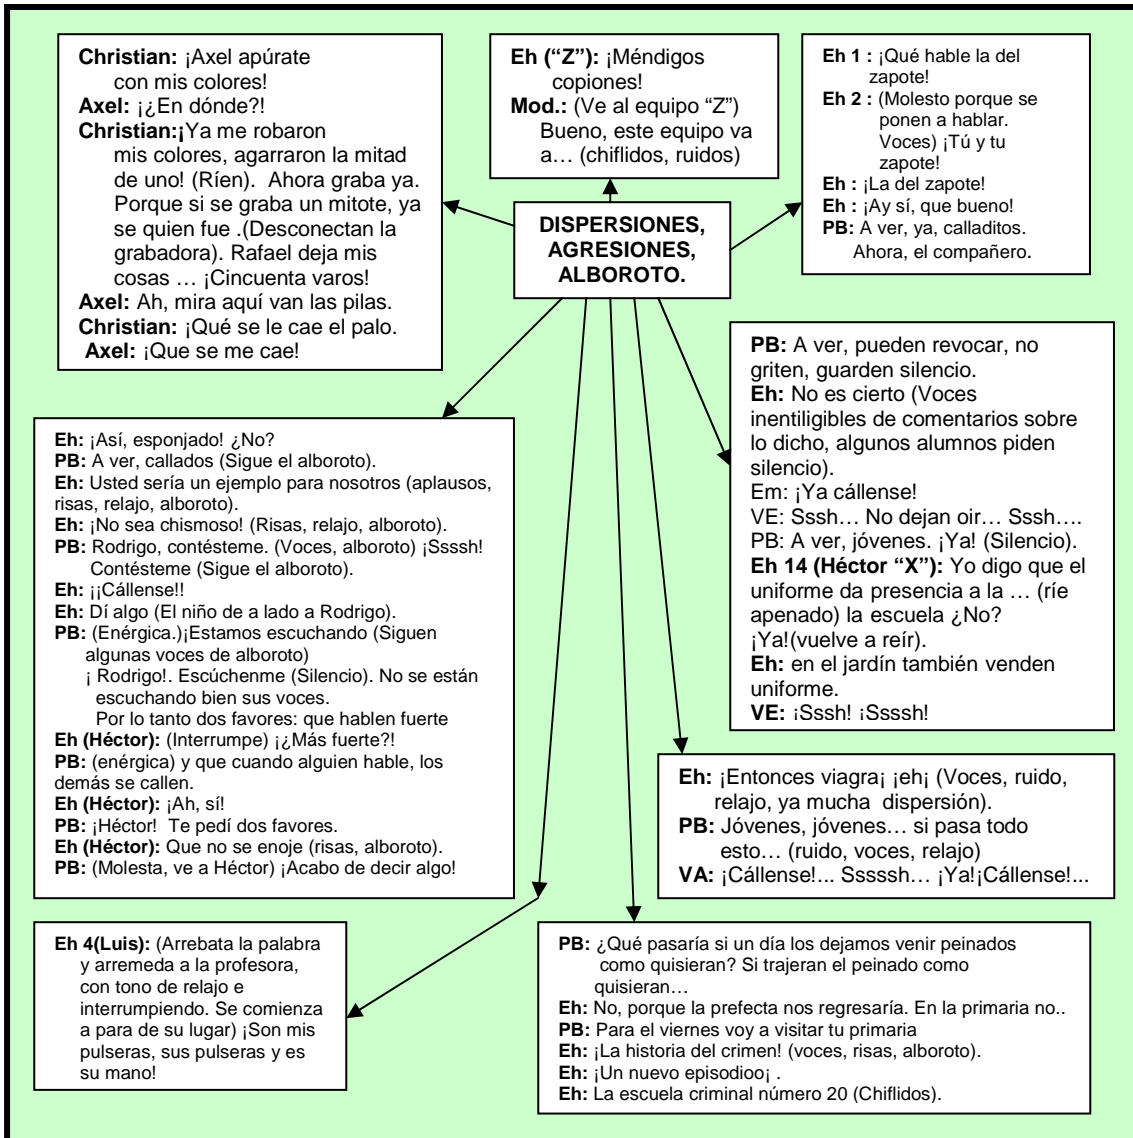 Christian: ¡Axel apúrate
con mis colores!
Axel: ¡¿En dónde?!
Christian:¡Ya me robaron
mis colores, agarraron la mitad
de uno! (Ríen). Ahora graba ya.
Porque si se graba un mitote, ya
se quien fue .(Desconectan la
grabadora). Rafael deja mis
cosas … ¡Cincuenta varos!
Axel: Ah, mira aquí van las pilas.
Christian: ¡Qué se le cae el palo.
Axel: ¡Que se me cae!
Eh (“Z”): ¡Méndigos
copiones!
Mod.: (Ve al equipo “Z”)
Bueno, este equipo va
a… (chiflidos, ruidos)
Eh 1 : ¡Qué hable la del
zapote!
Eh 2 : (Molesto porque se
ponen a hablar.
Voces) ¡Tú y tu
zapote!
Eh : ¡La del zapote!
Eh : ¡Ay sí, que bueno!
PB: A ver, ya, calladitos.
Ahora, el compañero.
DISPERSIONES,
AGRESIONES,
ALBOROTO.
PB: A ver, pueden revocar, no
griten, guarden silencio.
Eh: No es cierto (Voces
inentiligibles de comentarios sobre
lo dicho, algunos alumnos piden
silencio).
Em: ¡Ya cállense!
VE: Sssh… No dejan oir… Sssh….
PB: A ver, jóvenes. ¡Ya! (Silencio).
Eh 14 (Héctor “X”): Yo digo que el
uniforme da presencia a la … (ríe
apenado) la escuela ¿No?
¡Ya!(vuelve a reír).
Eh: en el jardín también venden
uniforme.
VE: ¡Sssh! ¡Ssssh!
Eh: ¡Así, esponjado! ¿No?
PB: A ver, callados (Sigue el alboroto).
Eh: Usted sería un ejemplo para nosotros (aplausos,
risas, relajo, alboroto).
Eh: ¡No sea chismoso! (Risas, relajo, alboroto).
PB: Rodrigo, contésteme. (Voces, alboroto) ¡Ssssh!
Contésteme (Sigue el alboroto).
Eh: ¡¡Cállense!!
Eh: Dí algo (El niño de a lado a Rodrigo).
PB: (Enérgica.)¡Estamos escuchando (Siguen
algunas voces de alboroto)
¡ Rodrigo!. Escúchenme (Silencio). No se están
escuchando bien sus voces.
Por lo tanto dos favores: que hablen fuerte
Eh (Héctor): (Interrumpe) ¡¿Más fuerte?!
PB: (enérgica) y que cuando alguien hable, los
demás se callen.
Eh (Héctor): ¡Ah, sí!
PB: ¡Héctor! Te pedí dos favores.
Eh (Héctor): Que no se enoje (risas, alboroto).
PB: (Molesta, ve a Héctor) ¡Acabo de decir algo!
Eh: ¡Entonces viagra¡ ¡eh¡ (Voces, ruido,
relajo, ya mucha dispersión).
PB: Jóvenes, jóvenes… si pasa todo
esto… (ruido, voces, relajo)
VA: ¡Cállense!... Sssssh… ¡Ya!¡Cállense!...
Eh 4(Luis): (Arrebata la palabra
y arremeda a la profesora,
con tono de relajo e
interrumpiendo. Se comienza
a para de su lugar) ¡Son mis
pulseras, sus pulseras y es
su mano!
PB: ¿Qué pasaría si un día los dejamos venir peinados
como quisieran? Si trajeran el peinado como
quisieran…
Eh: No, porque la prefecta nos regresaría. En la primaria no..
PB: Para el viernes voy a visitar tu primaria
Eh: ¡La historia del crimen! (voces, risas, alboroto).
Eh: ¡Un nuevo episodioo¡ .
Eh: La escuela criminal número 20 (Chiflidos).